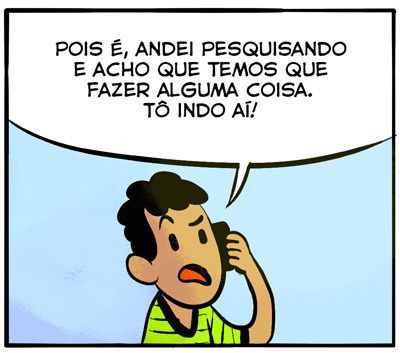 POIS É, ANDEI PESQUISANDO
E ACHO QUE TEMOS QUE
FAZER ALGUMA COISA.
TÔ INDO AÍ!